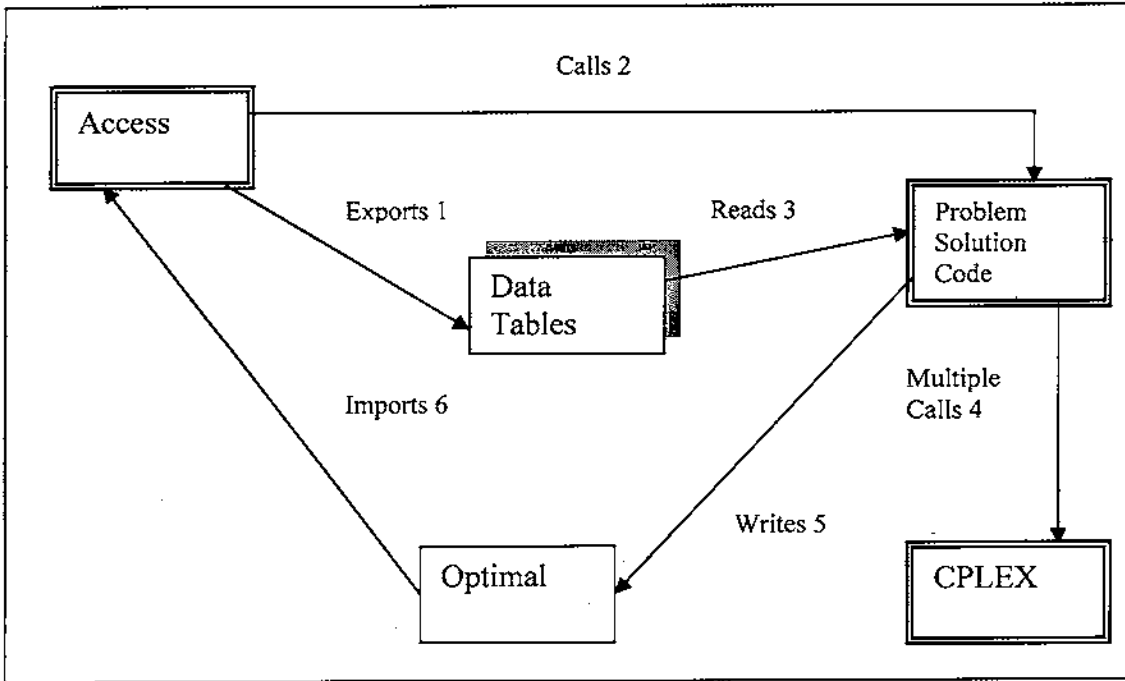 Calls 2
Access
Exports 1
Reads 3
Problem
Solution
Code
Data
Tables
Multiple
Calls 4
Imports 6
Writes 5
Optimal
CPLEX